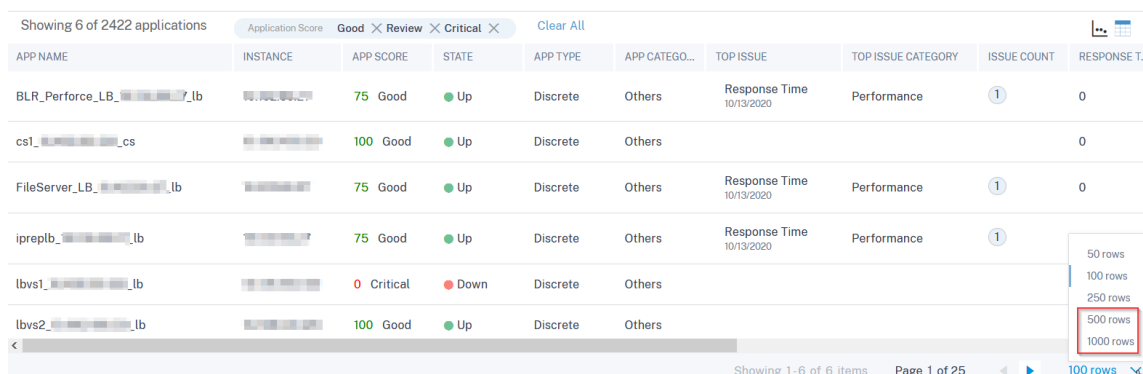 Showing 6 of 2422 applications Application Score Good Review Critical Clear All
APP NAME INSTANCE APP SCORE STATE APP TYPE APP CATEGO... TOP ISSUE TOP ISSUE CATEGORY ISSUE COUNT RESPONSE T.
BLR_Perforce_LB_ _lb 75 Good Up Discrete Others Response Time Performance 1 0
10/13/2020
cs1_ _cs 100 Good Up Discrete Others 0
FileServer_LB_ _lb 75 Good Up Discrete Others Response Time Performance 1 0
10/13/2020
ipreplb_ _lb 75 Good Up Discrete Others Response Time Performance 1
10/13/2020
50 rows
lbvs1_ _lb 0 Critical Down Discrete Others 100 rows
250 rows
lbvs2_ _lb 100 Good Up Discrete Others 500 rows
1000 rows
Showing 1-6 of 6 items Page 1 of 25 100 rows